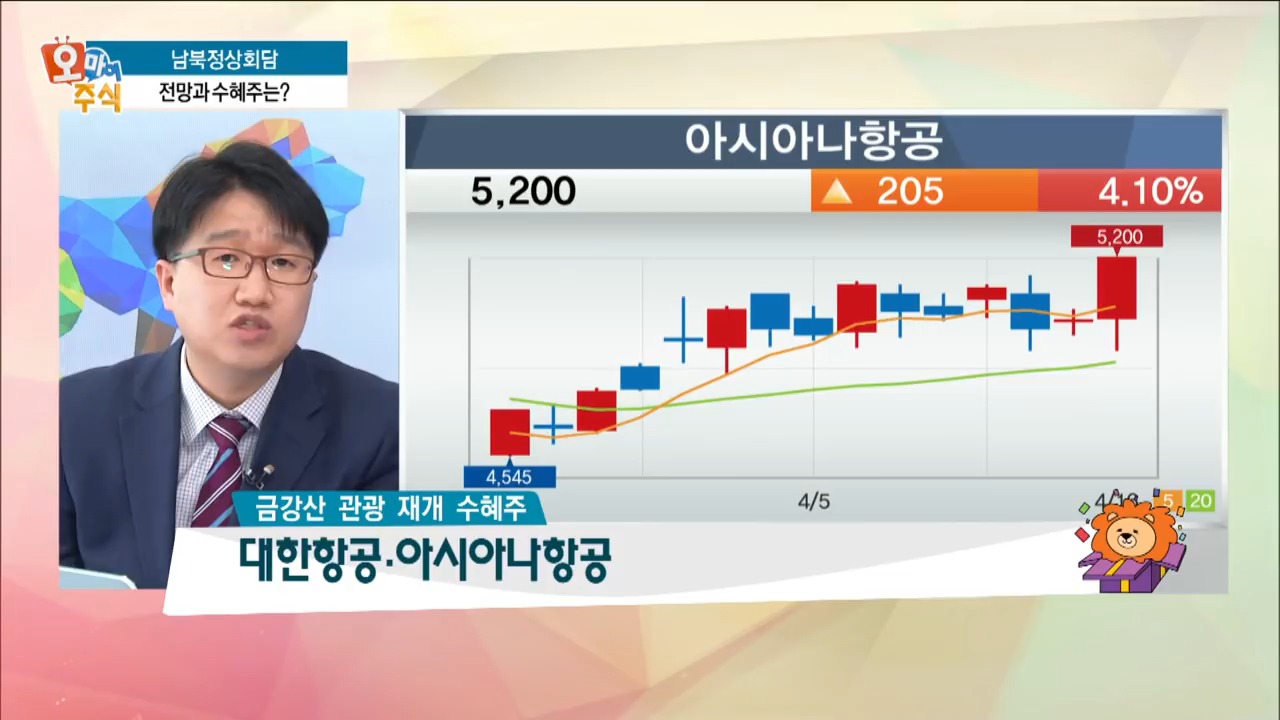 오마이
주식
남북정상회담
전망과 수혜주는?
아시아나항공
5,200 ▲ 205 4.10%
5,200
4,545
4/5
5 20
금강산 관광 재개 수혜주
대한항공·아시아나항공